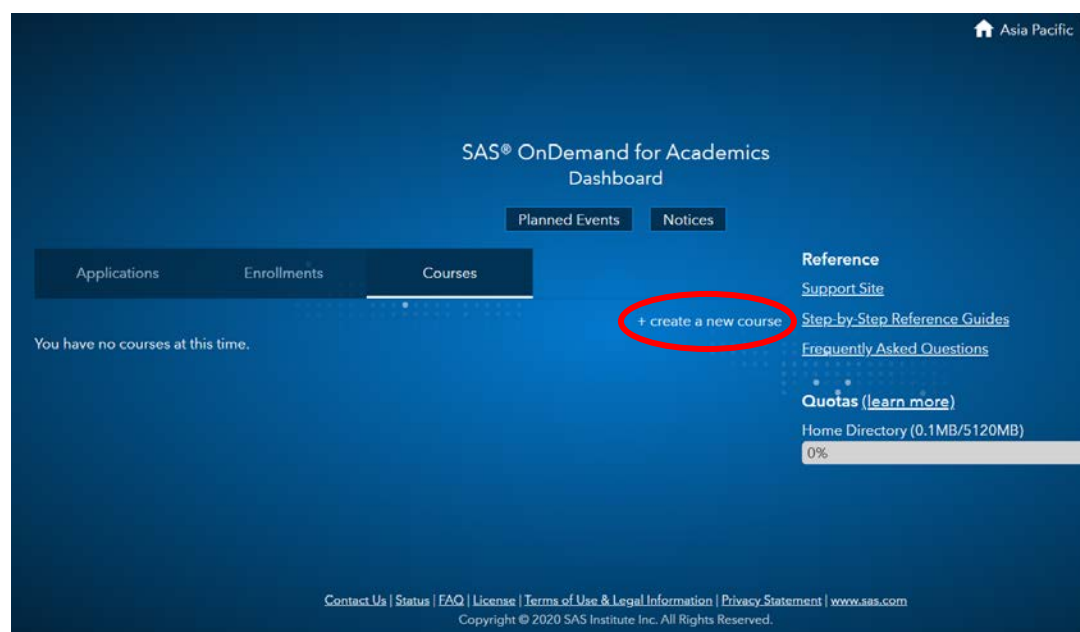 Asia Pacific
SAS® OnDemand for Academics
Dashboard
Planned Events Notices
Applications Enrollments Courses
+ create a new course
You have no courses at this time.
Reference
Support Site
Step-by-Step Reference Guides
Frequently Asked Questions
Quotas (learn more)
Home Directory (0.1MB/5120MB)
0%
Contact Us | Status | FAQ | License | Terms of Use & Legal Information | Privacy Statement | www.sas.com
Copyright © 2020 SAS Institute Inc. All Rights Reserved.